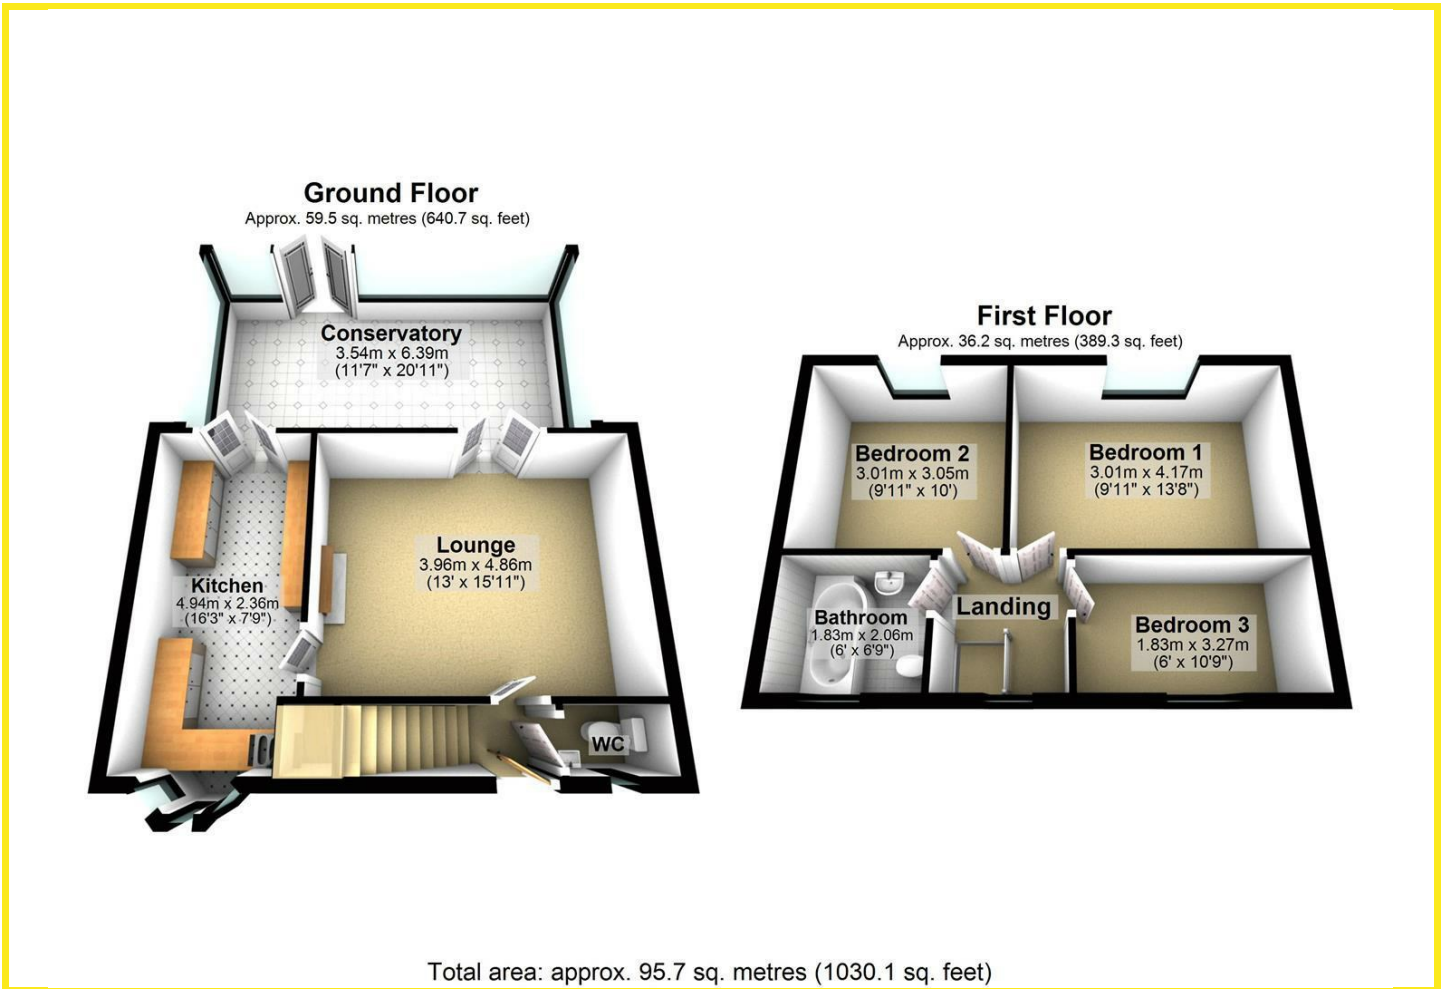 Ground Floor
Approx. 59.5 sq. metres (640.7 sq. feet)
Conservatory
3.54m x 6.39m
(11'7" x 20'11")
Lounge
3.96m x 4.86m
(13' x 15'11")
Kitchen
4.94m x 2.36m
(16'3" x 7'9")
WC
First Floor
Approx. 36.2 sq. metres (389.3 sq. feet)
Bedroom 2
3.01m x 3.05m
(9'11" x 10')
Bedroom 1
3.01m x 4.17m
(9'11" x 13'8")
Bathroom
1.83m x 2.06m
(6' x 6'9")
Landing
Bedroom 3
1.83m x 3.27m
(6' x 10'9")
Total area: approx. 95.7 sq. metres (1030.1 sq. feet)